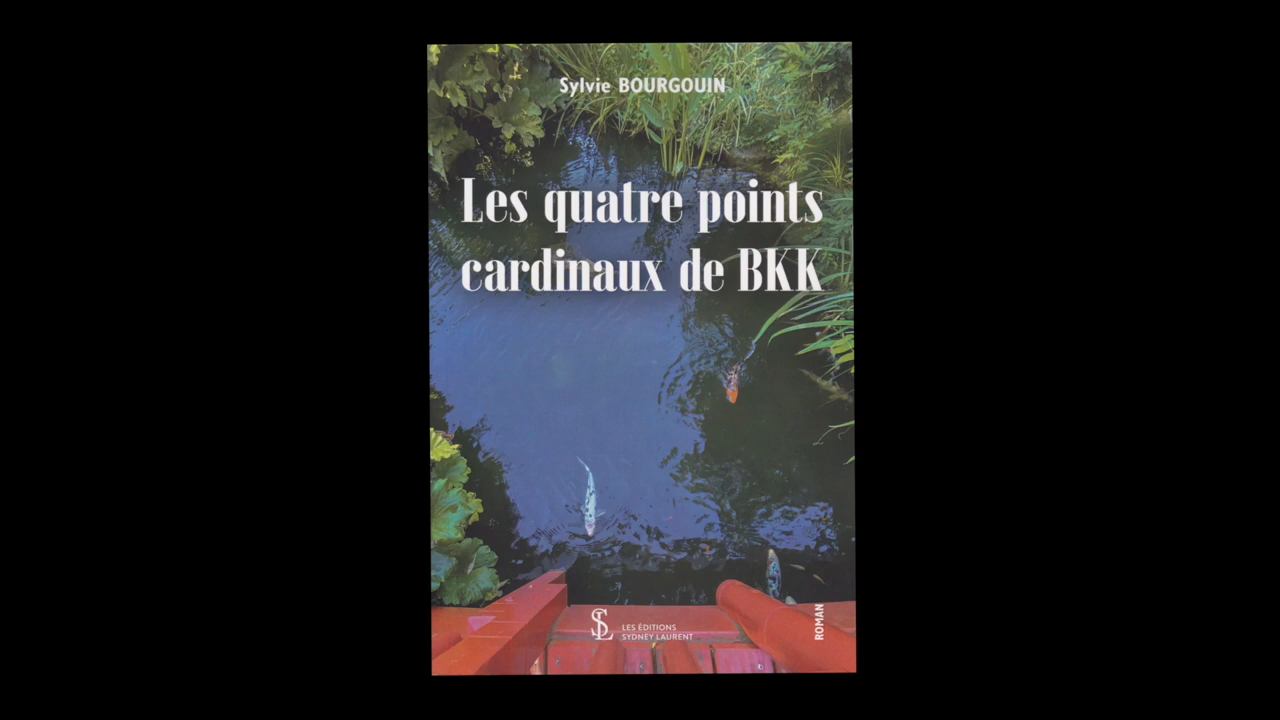 Sylvie BOURGOUIN
Les quatre points
cardinaux de BKK
SL
LES ÉDITIONS
SYDNEY LAURENT
ROMAN